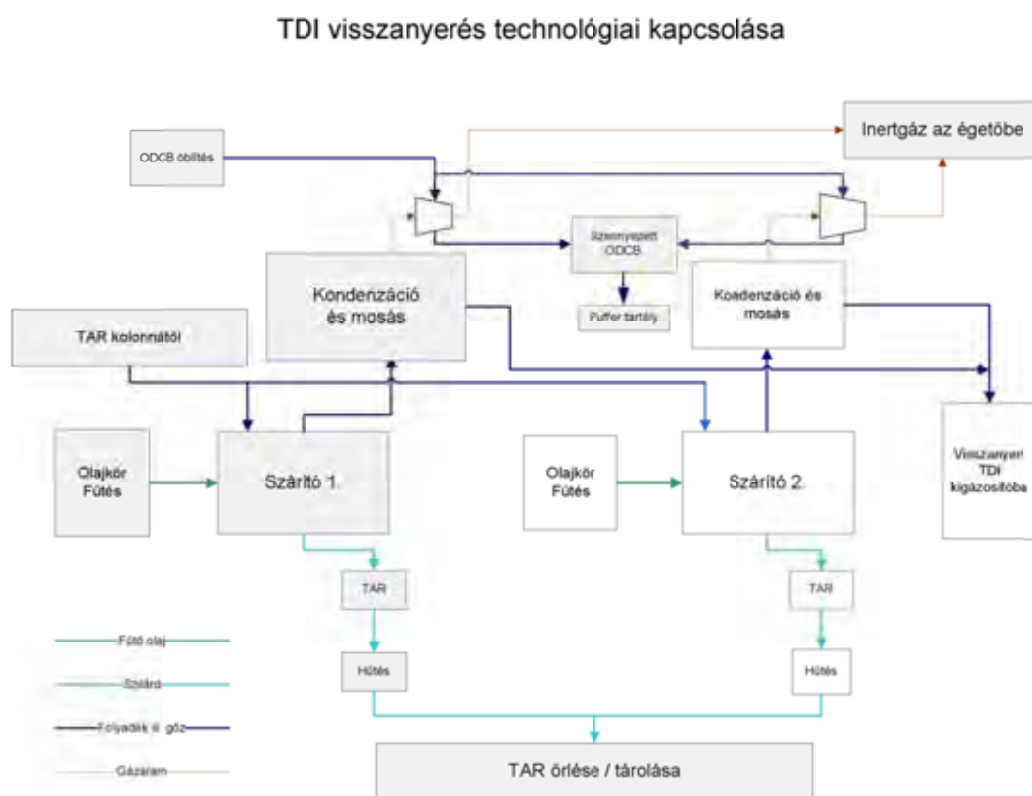 TDI visszanyerés technológiai kapcsolása
Inertgáz az égetőbe
ODCB öblítés
Szennyezett
ODCB
Kondenzáció
és mosás
Kondenzáció és
mosás
Puffer tartály
TAR kolonnától
Olajkör
Fűtés
Szárító 1.
Olajkör
Fűtés
Szárító 2.
Visszanyert
TDI
kigázosítóba
TAR
TAR
Hűtés
Hűtés
Fűtő olaj
Szilárd
Folyadék ill. gőz
Gázáram
TAR őrlése / tárolása